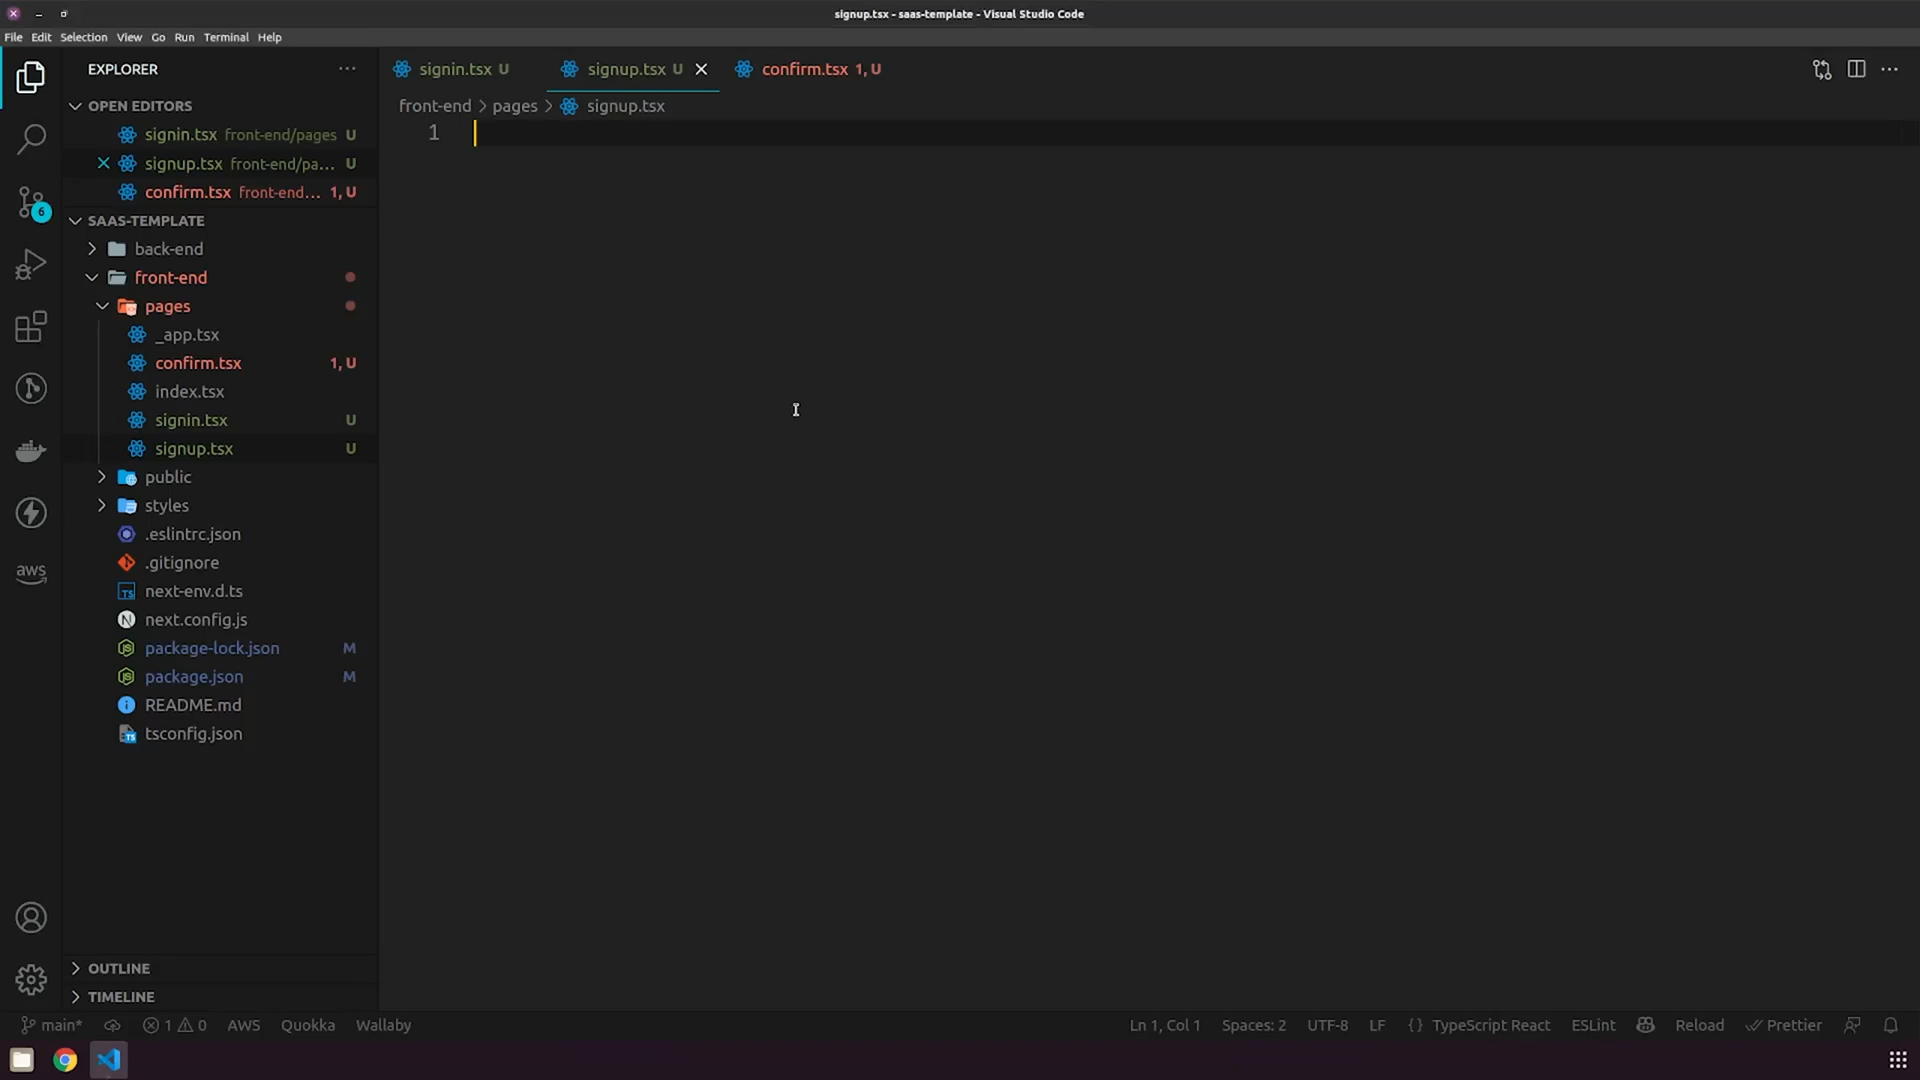 signup.tsx - saas-template - Visual Studio Code
File Edit Selection View Go Run Terminal Help
EXPLORER
OPEN EDITORS
signin.tsx front-end/pages U
signup.tsx front-end/pa... U
confirm.tsx front-end... 1, U
SAAS-TEMPLATE
back-end
front-end
pages
_app.tsx
confirm.tsx 1, U
index.tsx
signin.tsx U
signup.tsx U
public
styles
.eslintrc.json
.gitignore
next-env.d.ts
next.config.js
package-lock.json M
package.json M
README.md
tsconfig.json
OUTLINE
TIMELINE
6
aws
signin.tsx U signup.tsx U confirm.tsx 1, U
front-end > pages > signup.tsx
1
main* 1 0 AWS Quokka Wallaby Ln 1, Col 1 Spaces: 2 UTF-8 LF {} TypeScript React ESLint Reload Prettier